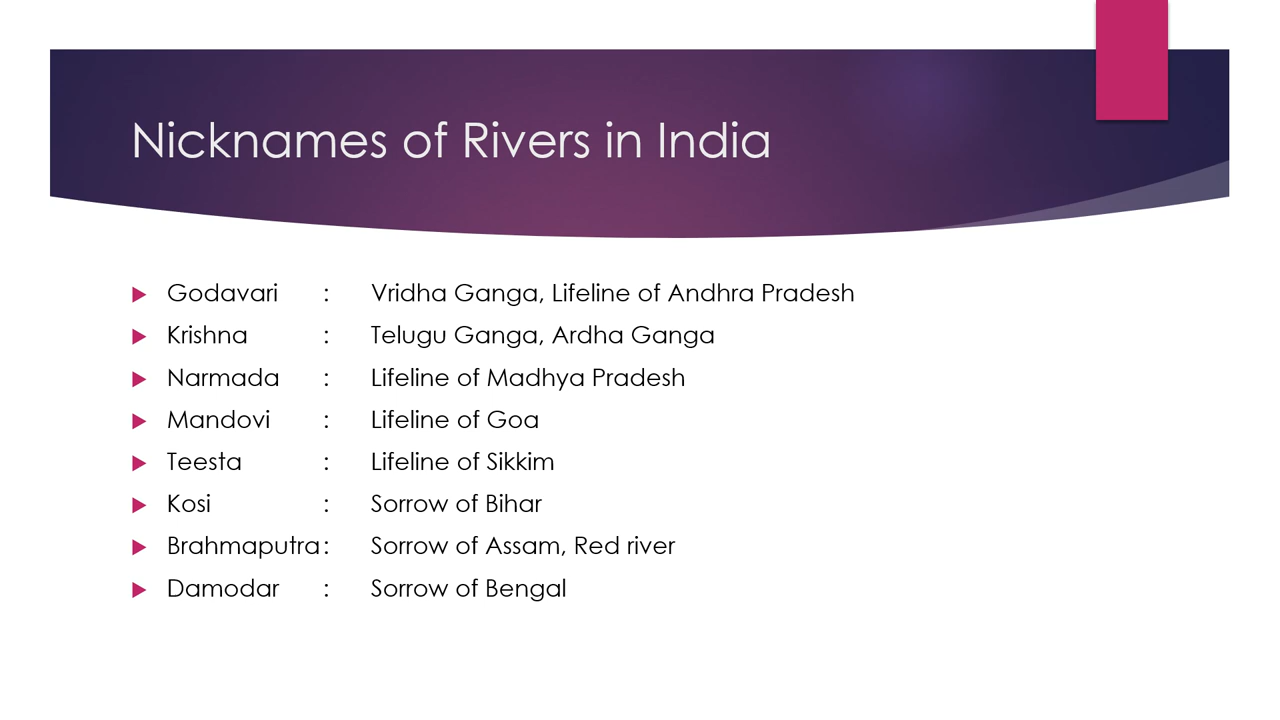 Nicknames of Rivers in India
Godavari : Vridha Ganga, Lifeline of Andhra Pradesh
Krishna : Telugu Ganga, Ardha Ganga
Narmada : Lifeline of Madhya Pradesh
Mandovi : Lifeline of Goa
Teesta : Lifeline of Sikkim
Kosi : Sorrow of Bihar
Brahmaputra : Sorrow of Assam, Red river
Damodar : Sorrow of Bengal